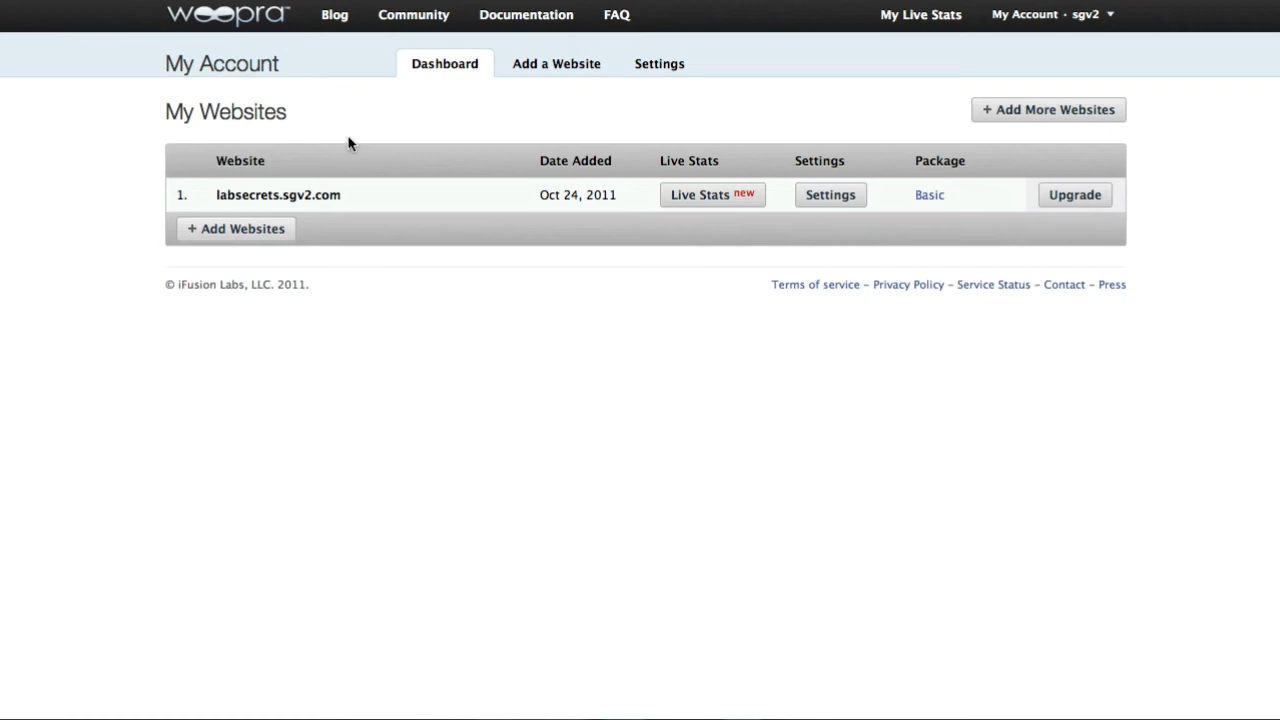 woopra™ Blog Community Documentation FAQ My Live Stats My Account · sgv2 ▼
My Account Dashboard Add a Website Settings
My Websites + Add More Websites
Website Date Added Live Stats Settings Package
1. labsecrets.sgv2.com Oct 24, 2011 Live Stats new Settings Basic Upgrade
+ Add Websites
© iFusion Labs, LLC. 2011. Terms of service – Privacy Policy – Service Status – Contact – Press